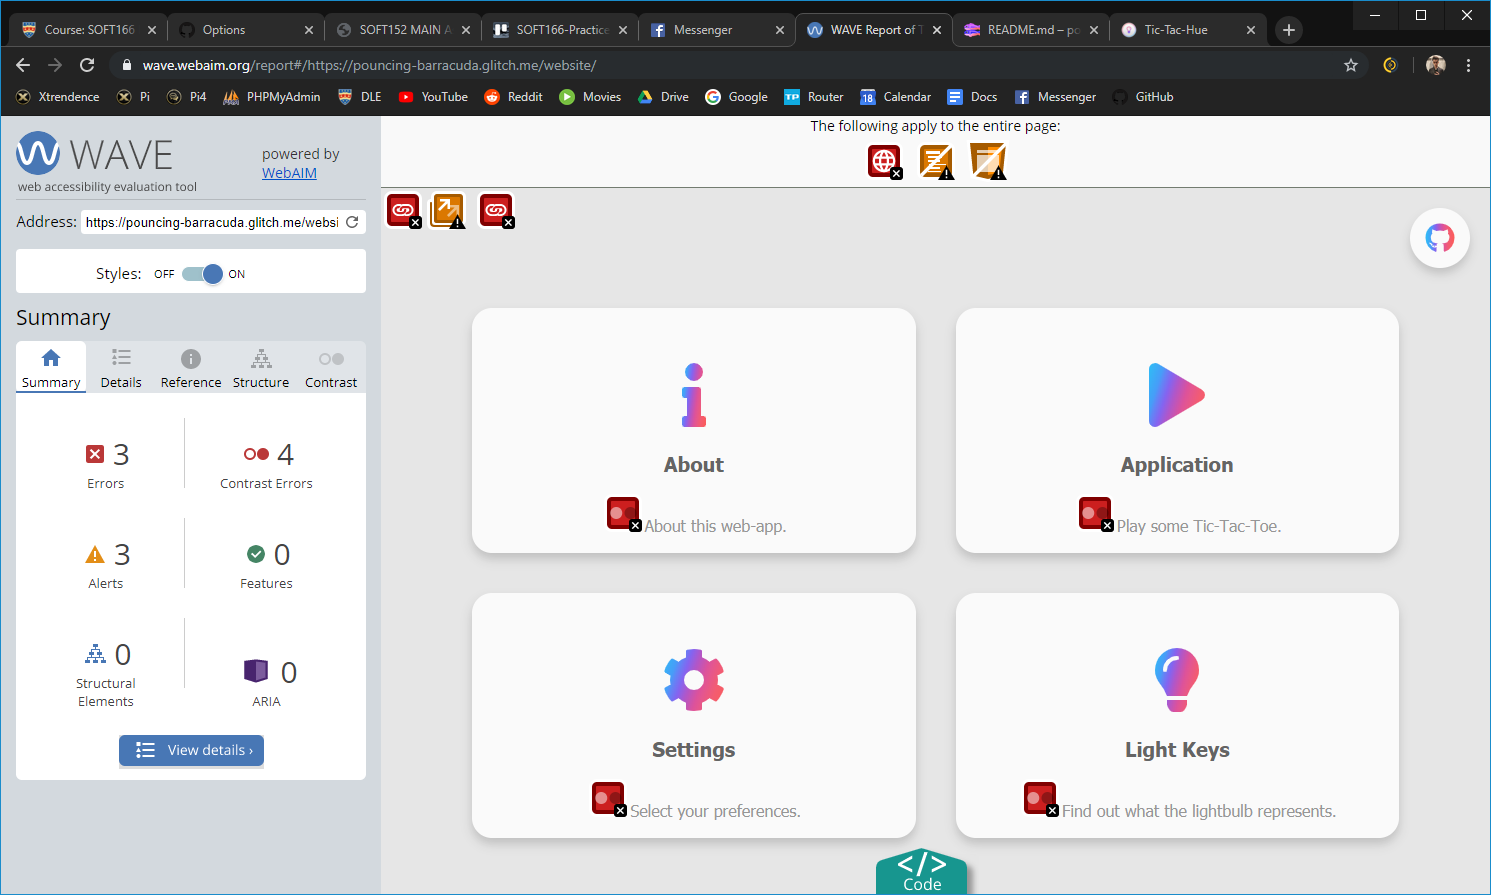 Course: SOFT166
Options
SOFT152 MAIN A
SOFT166-Practice
Messenger
WAVE Report of T
README.md – po
Tic-Tac-Hue
wave.webaim.org/report#/https://pouncing-barracuda.glitch.me/website/
Xtrendence
Pi
Pi4
PHPMyAdmin
DLE
YouTube
Reddit
Movies
Drive
Google
TP Router
18 Calendar
Docs
Messenger
GitHub
WAVE
web accessibility evaluation tool
powered by
WebAIM
Address: https://pouncing-barracuda.glitch.me/websi
Styles: OFF ON
Summary
Summary
Details
Reference
Structure
Contrast
3
Errors
4
Contrast Errors
3
Alerts
0
Features
0
Structural
Elements
0
ARIA
View details ›
The following apply to the entire page:
About
About this web-app.
Application
Play some Tic-Tac-Toe.
Settings
Select your preferences.
Light Keys
Find out what the lightbulb represents.
</>
Code